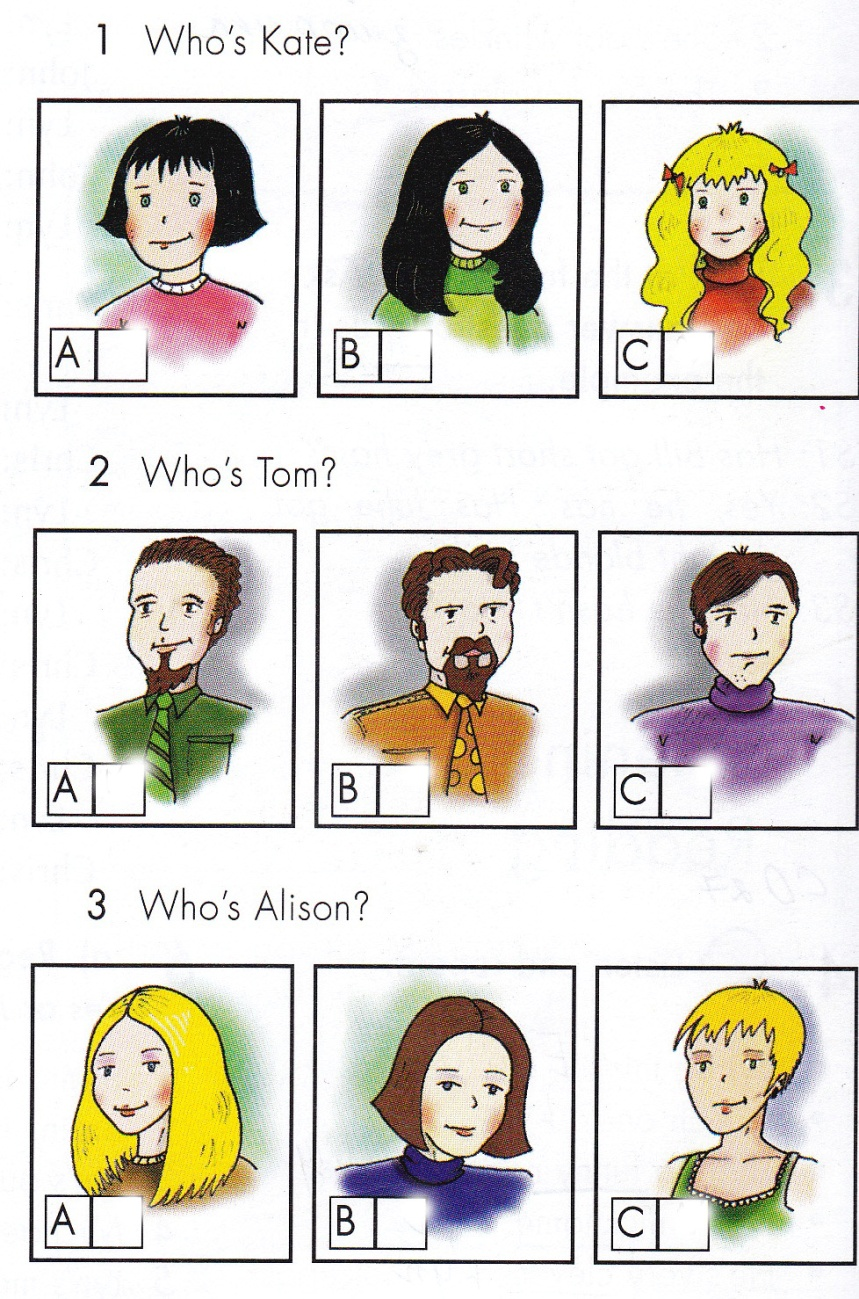 1 Who's Kate?
A B C
2 Who's Tom?
A B C
3 Who's Alison?
A B C